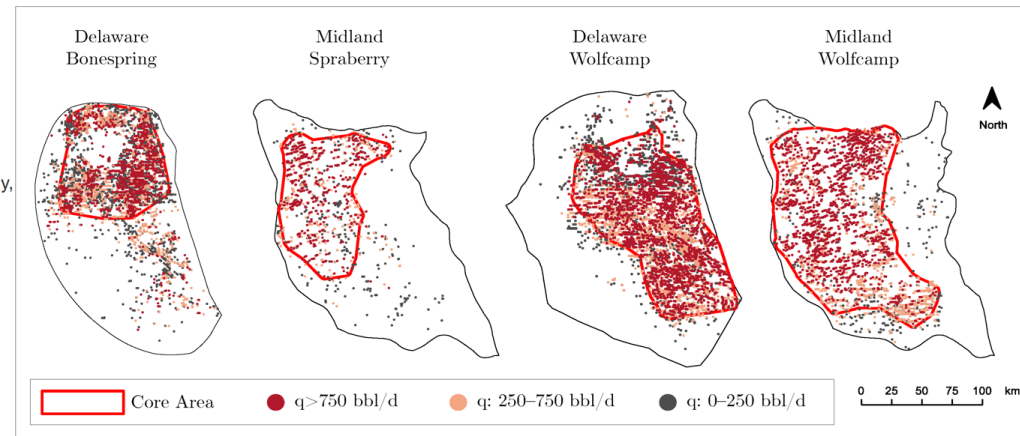 Delaware
Bonespring
Midland
Spraberry
Delaware
Wolfcamp
Midland
Wolfcamp
North
y,
Core Area
q>750 bbl/d
q: 250–750 bbl/d
q: 0–250 bbl/d
0 25 50 75 100 km